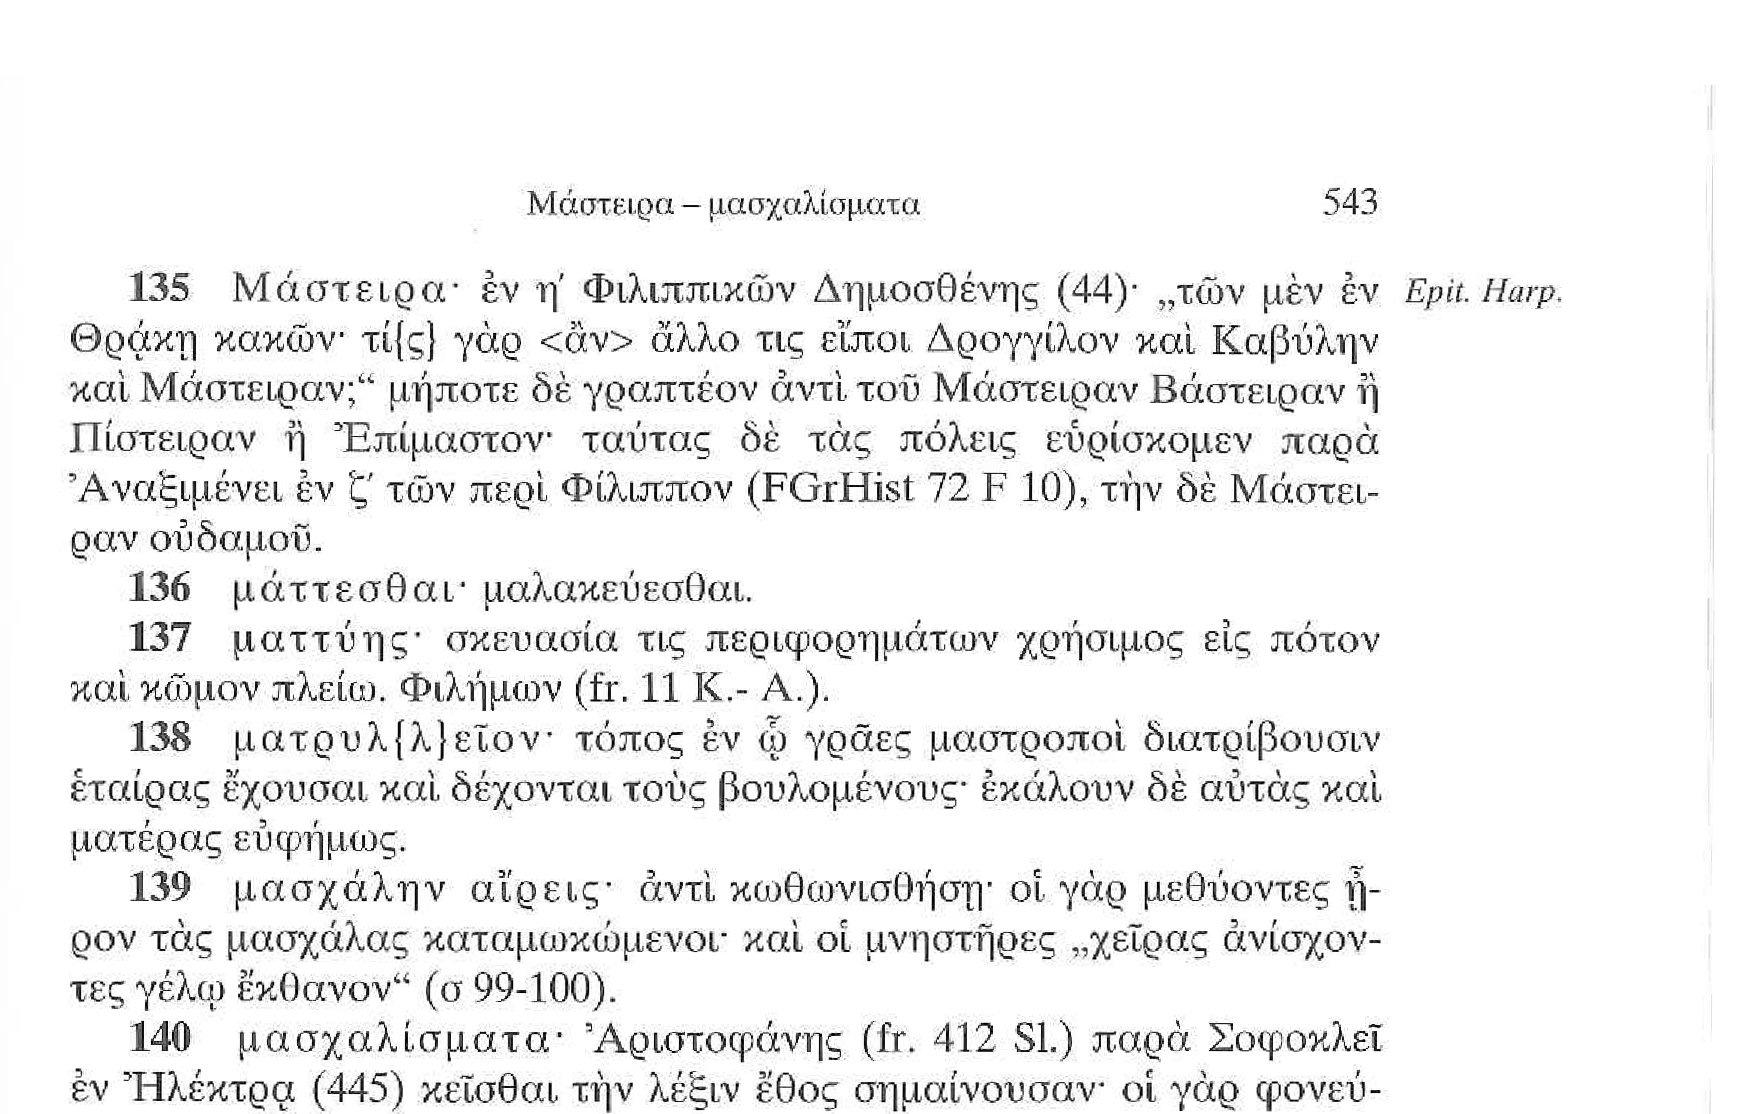 Μάστειρα – μασχαλίσματα 543
135 Μάστειρα· ἐν η′ Φιλιππικῶν Δημοσθένης (44)· „τῶν μὲν ἐν Epit. Harp.
Θρᾴκῃ κακῶν· τί{ς} γὰρ <ἂν> ἄλλο τις εἴποι Δρογγίλον καὶ Καβύλην
καὶ Μάστειραν;“ μήποτε δὲ γραπτέον ἀντὶ τοῦ Μάστειραν Βάστειραν ἢ
Πίστειραν ἢ Ἐπίμαστον· ταύτας δὲ τὰς πόλεις εὑρίσκομεν παρὰ
Ἀναξιμένει ἐν ζ′ τῶν περὶ Φίλιππον (FGrHist 72 F 10), τὴν δὲ Μάστει-
ραν οὐδαμοῦ.
136 μάττεσθαι· μαλακεύεσθαι.
137 ματτύης· σκευασία τις περιφορημάτων χρήσιμος εἰς πότον
καὶ κῶμον πλείω. Φιλήμων (fr. 11 K.- A.).
138 ματρυλ{λ}εῖον· τόπος ἐν ᾧ γρᾶες μαστροποὶ διατρίβουσιν
ἑταίρας ἔχουσαι καὶ δέχονται τοὺς βουλομένους· ἐκάλουν δὲ αὐτὰς καὶ
ματέρας εὐφήμως.
139 μασχάλην αἴρεις· ἀντὶ κωθωνισθήσῃ· οἱ γὰρ μεθύοντες ᾖ-
ρον τὰς μασχάλας καταμωκώμενοι· καὶ οἱ μνηστῆρες „χεῖρας ἀνίσχον-
τες γέλῳ ἔκθανον“ (σ 99-100).
140 μασχαλίσματα· Ἀριστοφάνης (fr. 412 Sl.) παρὰ Σοφοκλεῖ
ἐν Ἠλέκτρᾳ (445) κεῖσθαι τὴν λέξιν ἔθος σημαίνουσαν· οἱ γὰρ φονεύ-